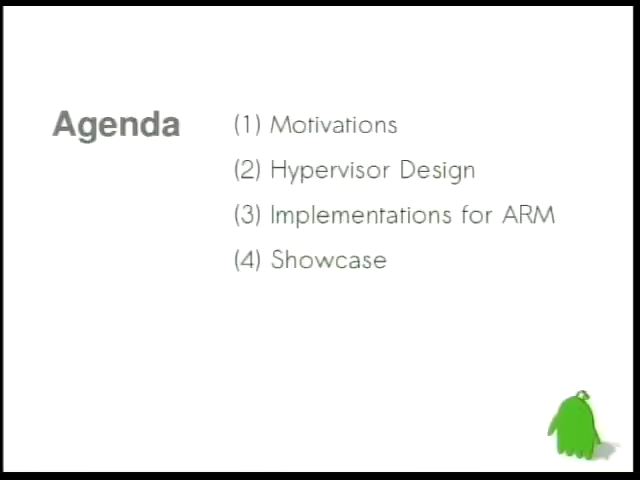 Agenda
(1) Motivations
(2) Hypervisor Design
(3) Implementations for ARM
(4) Showcase